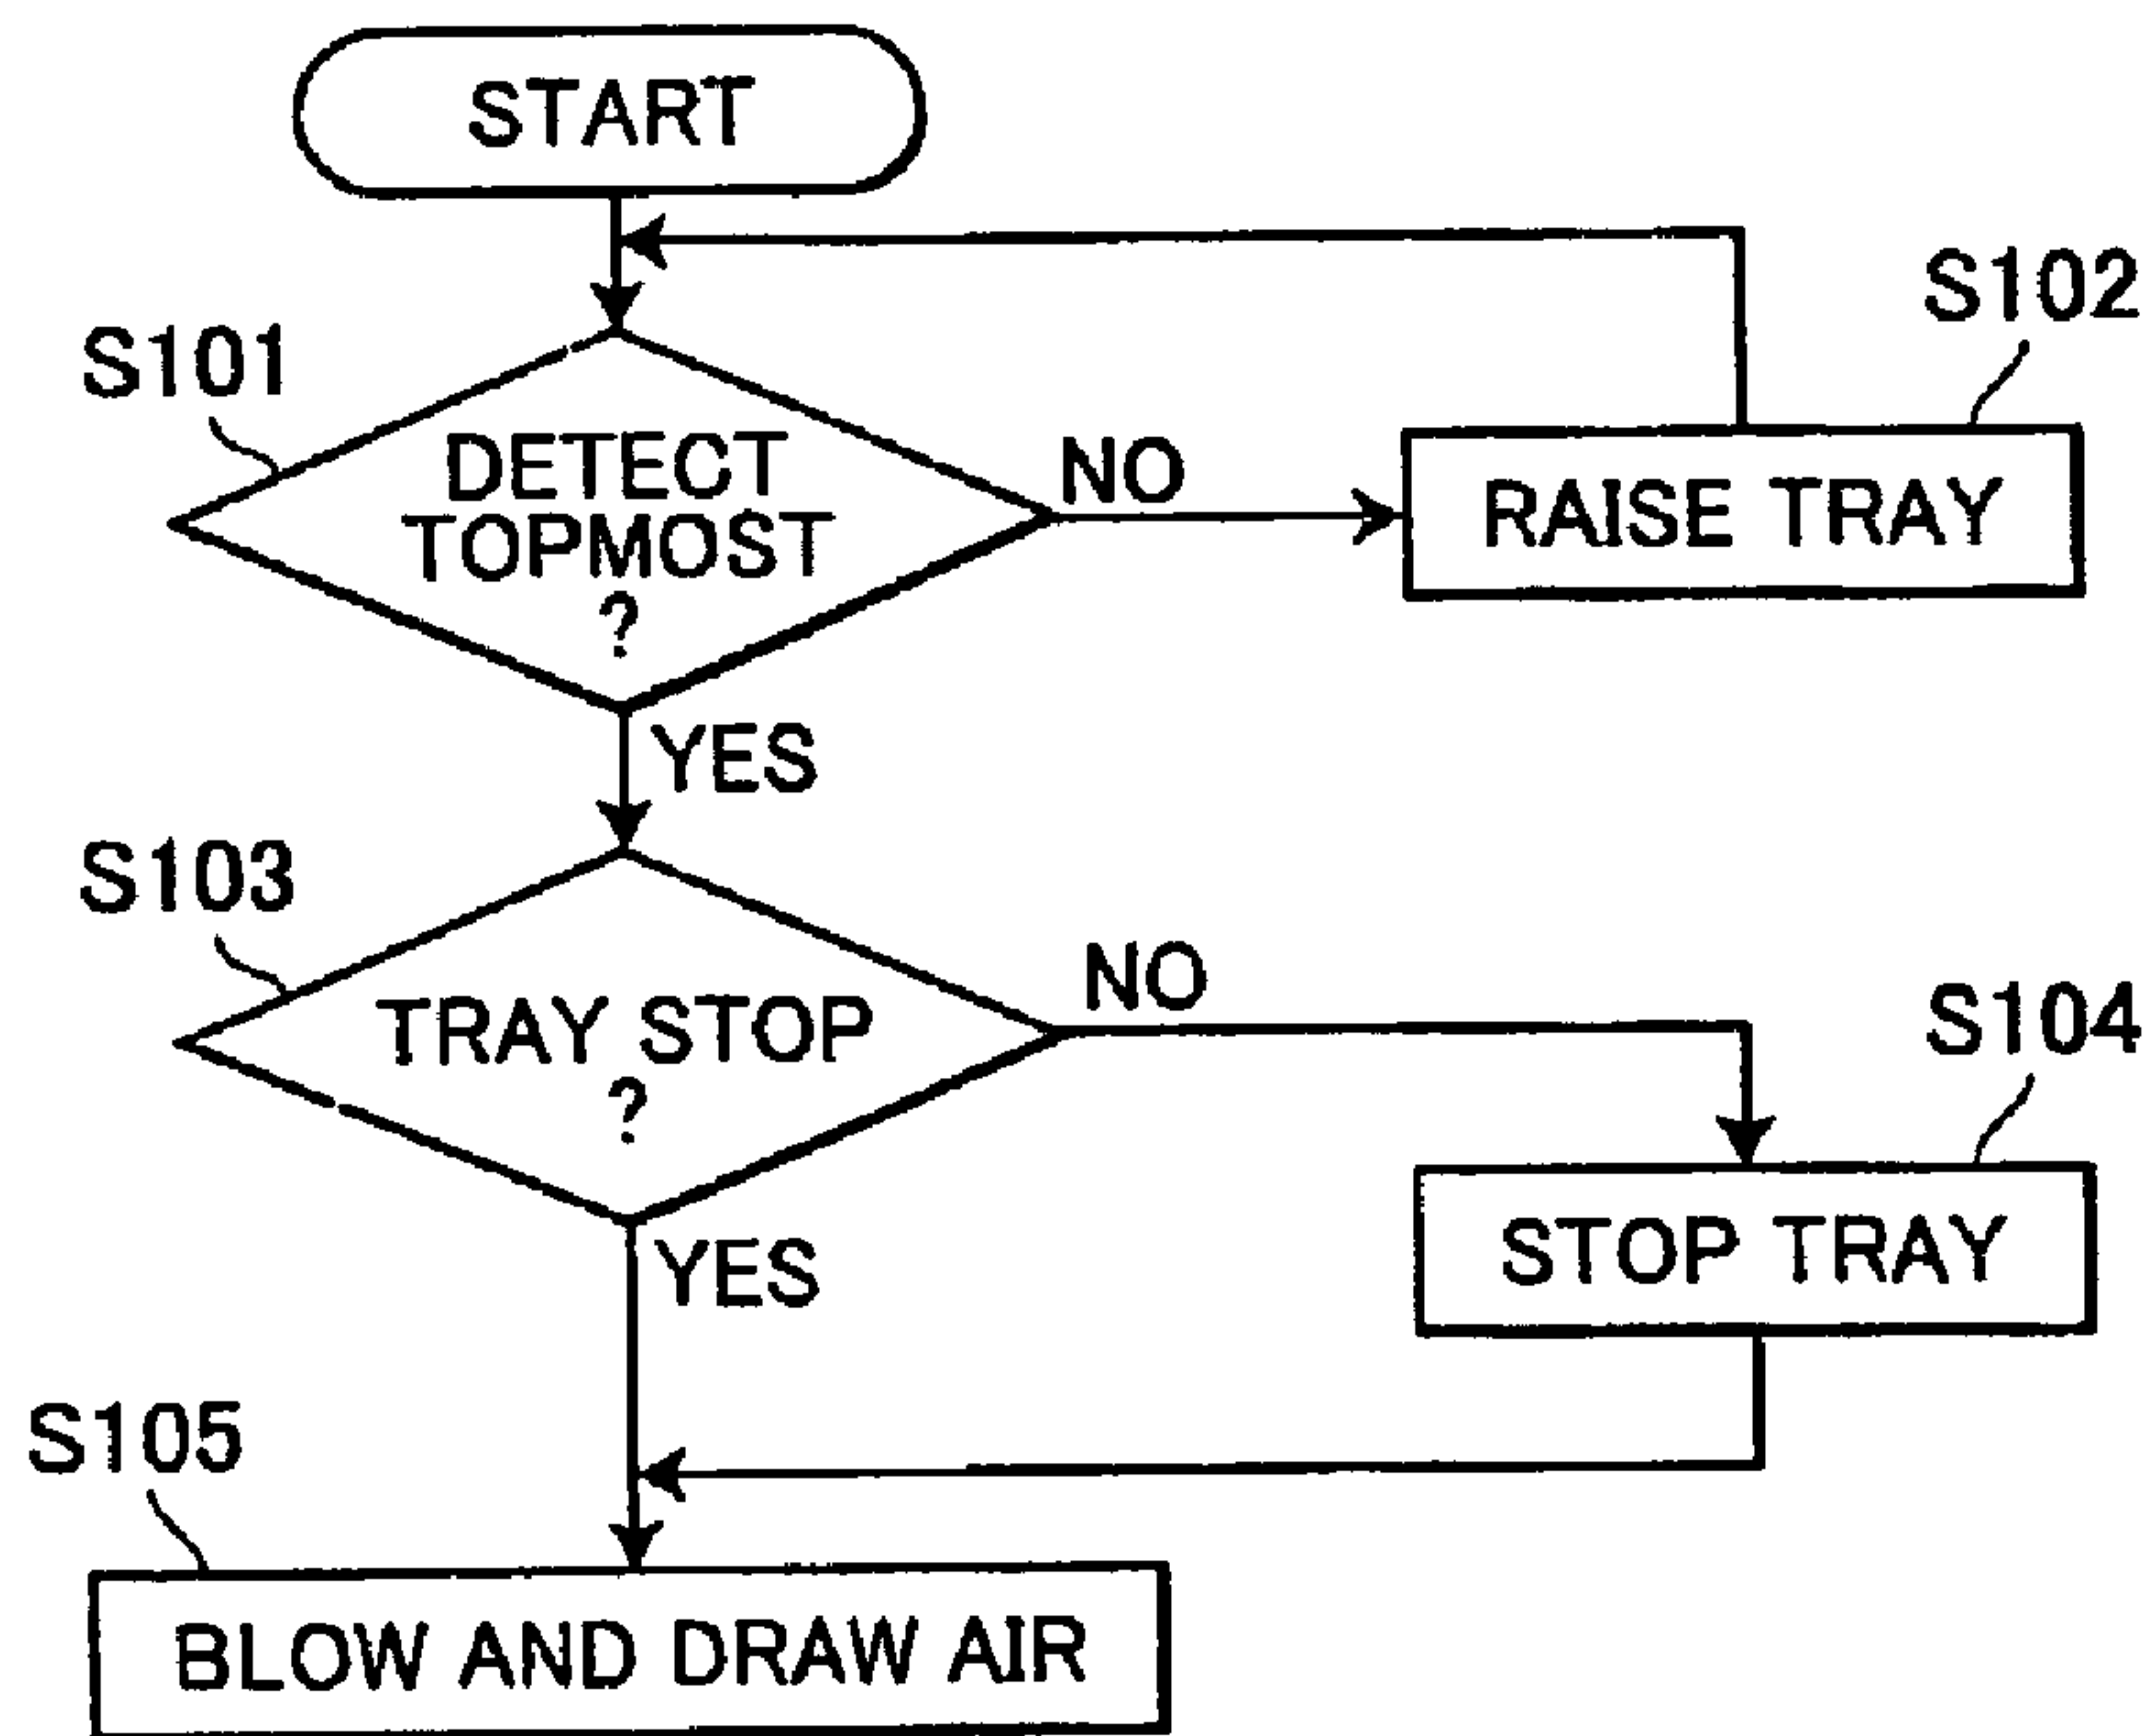 START
S102
S101
DETECT
TOPMOST
?
NO
RAISE TRAY
YES
S103
TRAY STOP
?
NO
S104
STOP TRAY
YES
S105
BLOW AND DRAW AIR